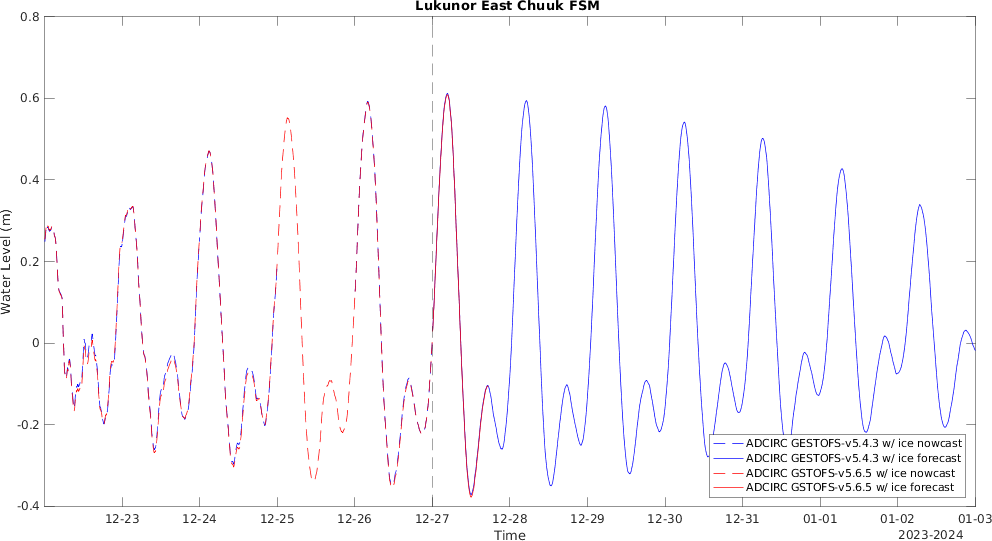 Lukunor East Chuuk FSM
0.8
0.6
0.4
0.2
0
-0.2
-0.4
Water Level (m)
ADCIRC GESTOFS-v5.4.3 w/ ice nowcast
ADCIRC GESTOFS-v5.4.3 w/ ice forecast
ADCIRC GSTOFS-v5.6.5 w/ ice nowcast
ADCIRC GSTOFS-v5.6.5 w/ ice forecast
12-23 12-24 12-25 12-26 12-27 12-28 12-29 12-30 12-31 01-01 01-02 01-03
Time
2023-2024